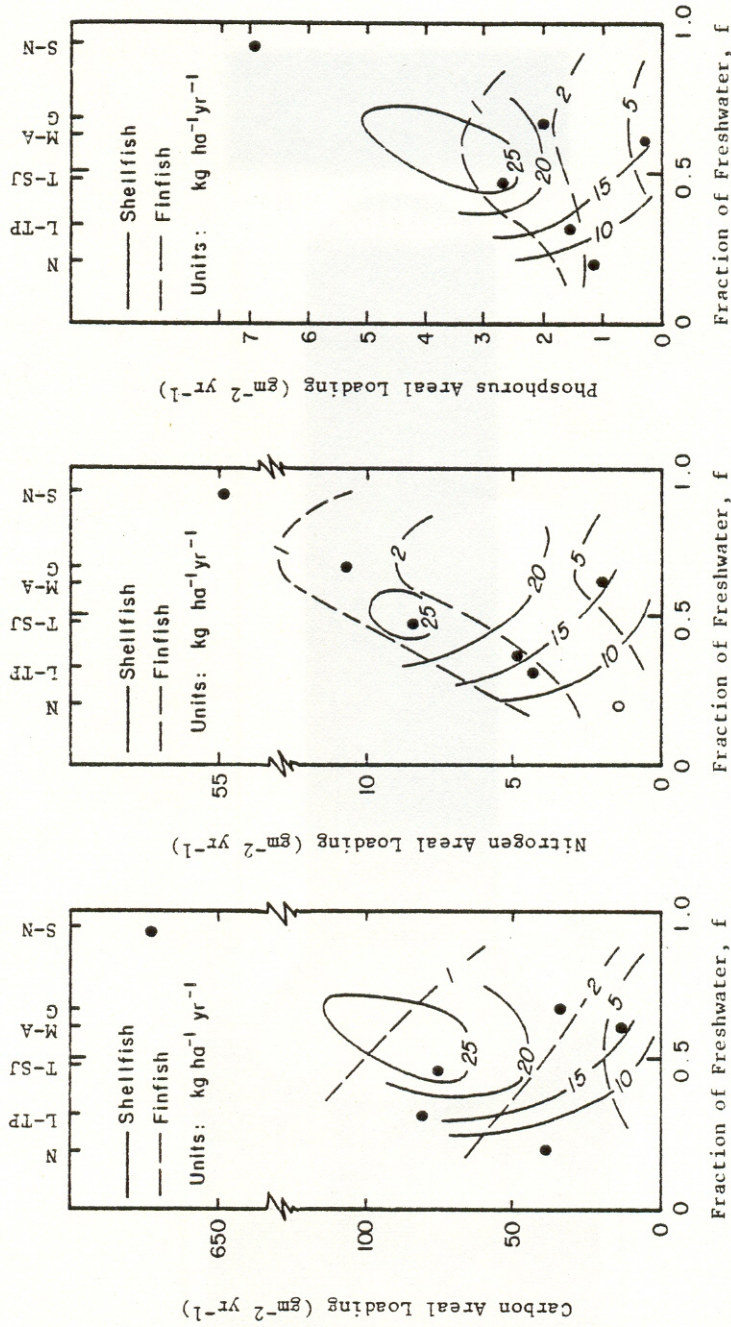 Carbon Areal Loading (gm⁻² yr⁻¹)
N L-TP T-SJ M-A G S-N
Shellfish
Finfish
Units: kg ha⁻¹yr⁻¹
650
100
50
0
1
25
20
2
15
5
10
0 0.5 1.0
Fraction of Freshwater, f
Nitrogen Areal Loading (gm⁻² yr⁻¹)
N L-TP T-SJ M-A G S-N
Shellfish
Finfish
Units: kg ha⁻¹yr⁻¹
55
10
5
0
1
25
2
20
15
5
10
0 0.5 1.0
Fraction of Freshwater, f
Phosphorus Areal Loading (gm⁻² yr⁻¹)
N L-TP T-SJ M-A G S-N
Shellfish
Finfish
Units: kg ha⁻¹yr⁻¹
7
6
5
4
3
2
1
0
1
25
20
2
15
5
10
0 0.5 1.0
Fraction of Freshwater, f